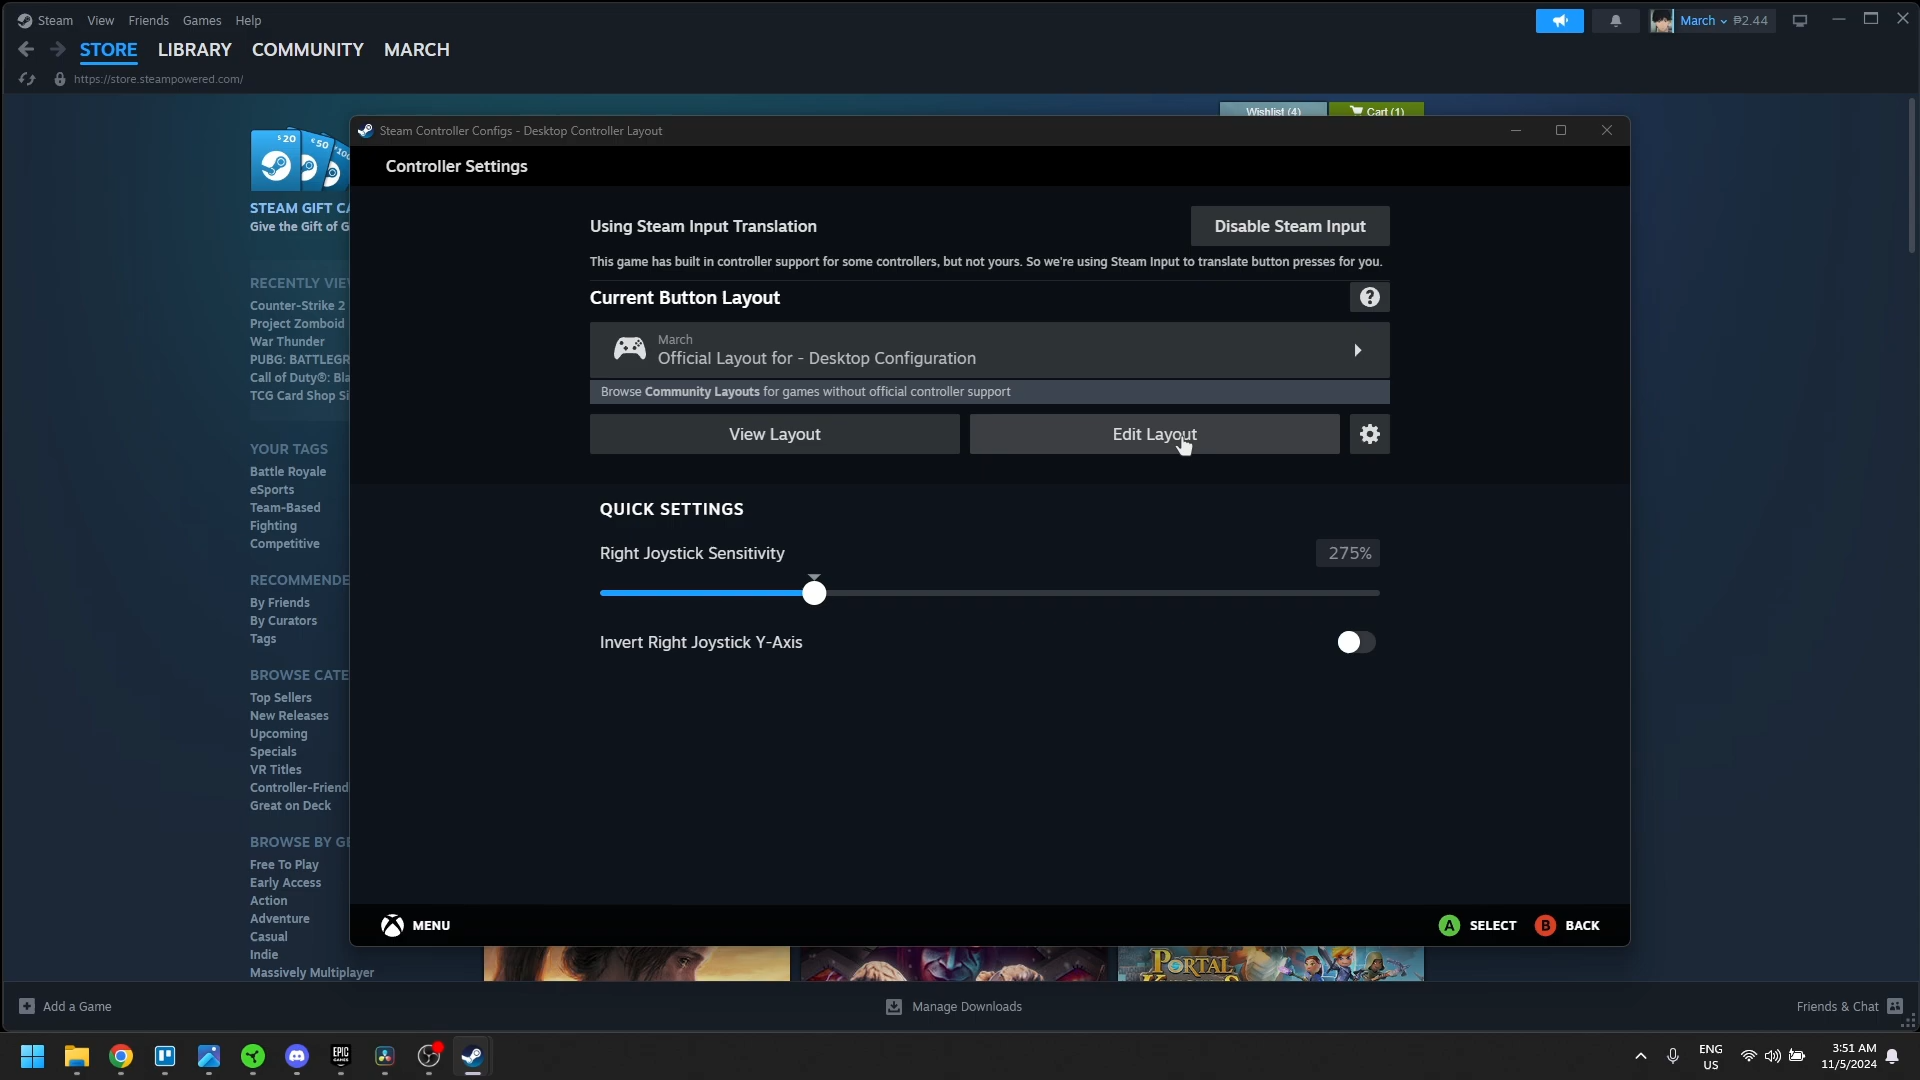 Steam View Friends Games Help
March ₱2.44
STORE LIBRARY COMMUNITY MARCH
https://store.steampowered.com/
Wishlist (4) Cart (1)
$20 €50
STEAM GIFT
Give the Gift of
RECENTLY
Counter-Strike 2
Project Zomboid
War Thunder
PUBG:
Call of Duty®:
TCG Card Shop
YOUR TAGS
Battle Royale
eSports
Team-Based
Fighting
Competitive
RECOMMENDE
By Friends
By Curators
Tags
BROWSE CATE
Top Sellers
New Releases
Upcoming
Specials
VR Titles
Controller-Friend
Great on Deck
BROWSE BY GE
Free To Play
Early Access
Action
Adventure
Casual
Indie
Massively Multiplayer
Steam Controller Configs - Desktop Controller Layout
Controller Settings
Using Steam Input Translation
Disable Steam Input
This game has built in controller support for some controllers, but not yours. So we're using Steam Input to translate button presses for you.
Current Button Layout
?
March
Official Layout for - Desktop Configuration
Browse Community Layouts for games without official controller support
View Layout
Edit Layout
QUICK SETTINGS
Right Joystick Sensitivity
275%
Invert Right Joystick Y-Axis
MENU
A SELECT B BACK
PORTAL
Add a Game
Manage Downloads
Friends & Chat
EPIC GAMES
ENG
US
3:51 AM
11/5/2024